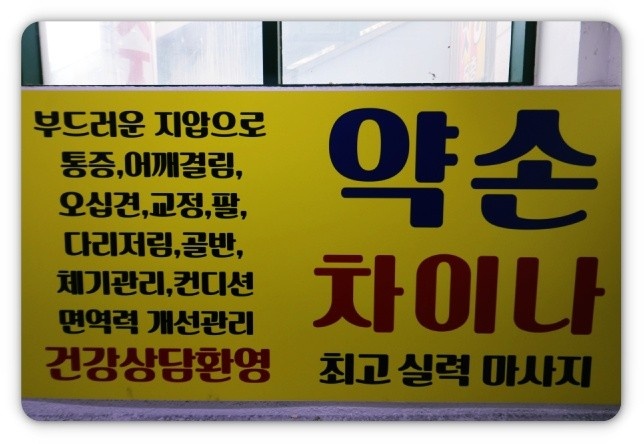 부드러운 지압으로
통증,어깨결림,
오십견,교정,팔,
다리저림,골반,
체기관리,컨디션
면역력 개선관리
건강상담환영
약손
차이나
최고 실력 마사지